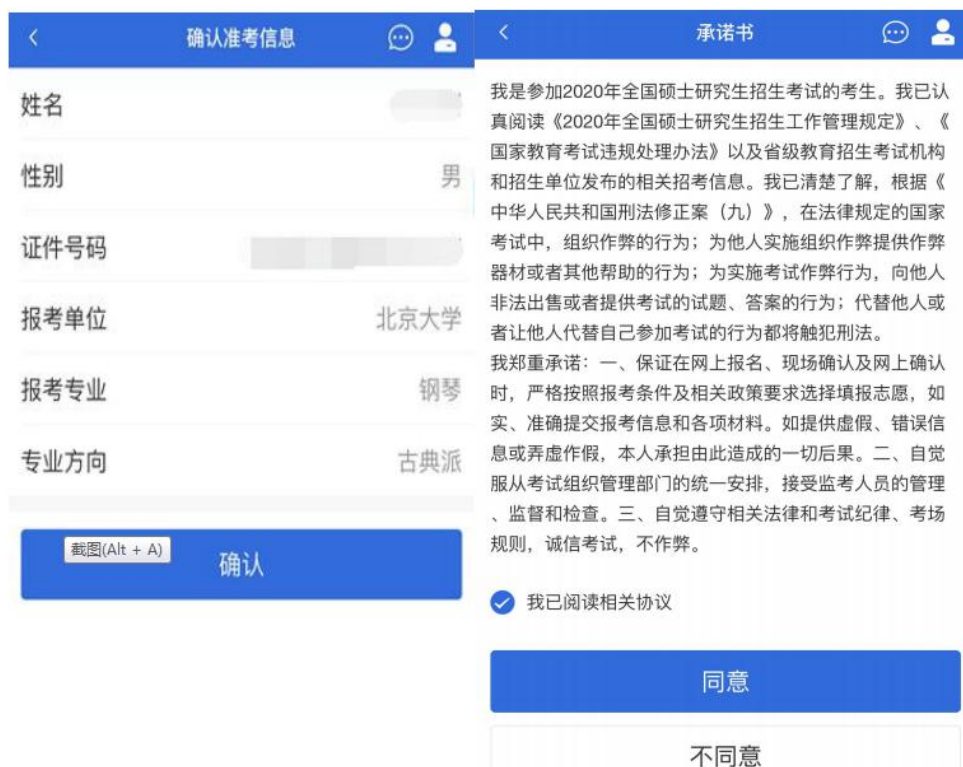 确认准考信息
姓名
性别 男
证件号码
报考单位 北京大学
报考专业 钢琴
专业方向 古典派
截图(Alt + A)
确认
承诺书
我是参加2020年全国硕士研究生招生考试的考生。我已认
真阅读《2020年全国硕士研究生招生工作管理规定》、《
国家教育考试违规处理办法》以及省级教育招生考试机构
和招生单位发布的相关招考信息。我已清楚了解，根据《
中华人民共和国刑法修正案（九）》，在法律规定的国家
考试中，组织作弊的行为；为他人实施组织作弊提供作弊
器材或者其他帮助的行为；为实施考试作弊行为，向他人
非法出售或者提供考试的试题、答案的行为；代替他人或
者让他人代替自己参加考试的行为都将触犯刑法。
我郑重承诺：一、保证在网上报名、现场确认及网上确认
时，严格按照报考条件及相关政策要求选择填报志愿，如
实、准确提交报考信息和各项材料。如提供虚假、错误信
息或弄虚作假，本人承担由此造成的一切后果。二、自觉
服从考试组织管理部门的统一安排，接受监考人员的管理
、监督和检查。三、自觉遵守相关法律和考试纪律、考场
规则，诚信考试，不作弊。
我已阅读相关协议
同意
不同意